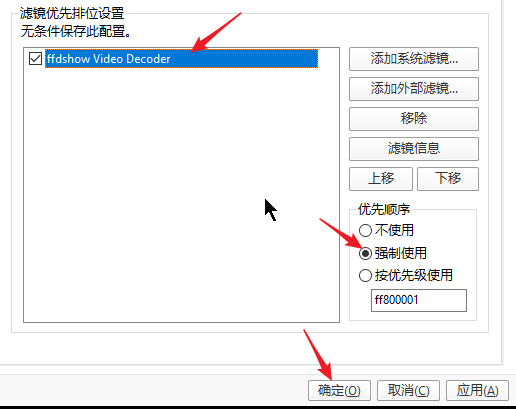 滤镜优先排位设置
无条件保存此配置。
ffdshow Video Decoder
添加系统滤镜...
添加外部滤镜...
移除
滤镜信息
上移 下移
优先顺序
不使用
强制使用
按优先级使用
ff800001
确定(O) 取消(C) 应用(A)